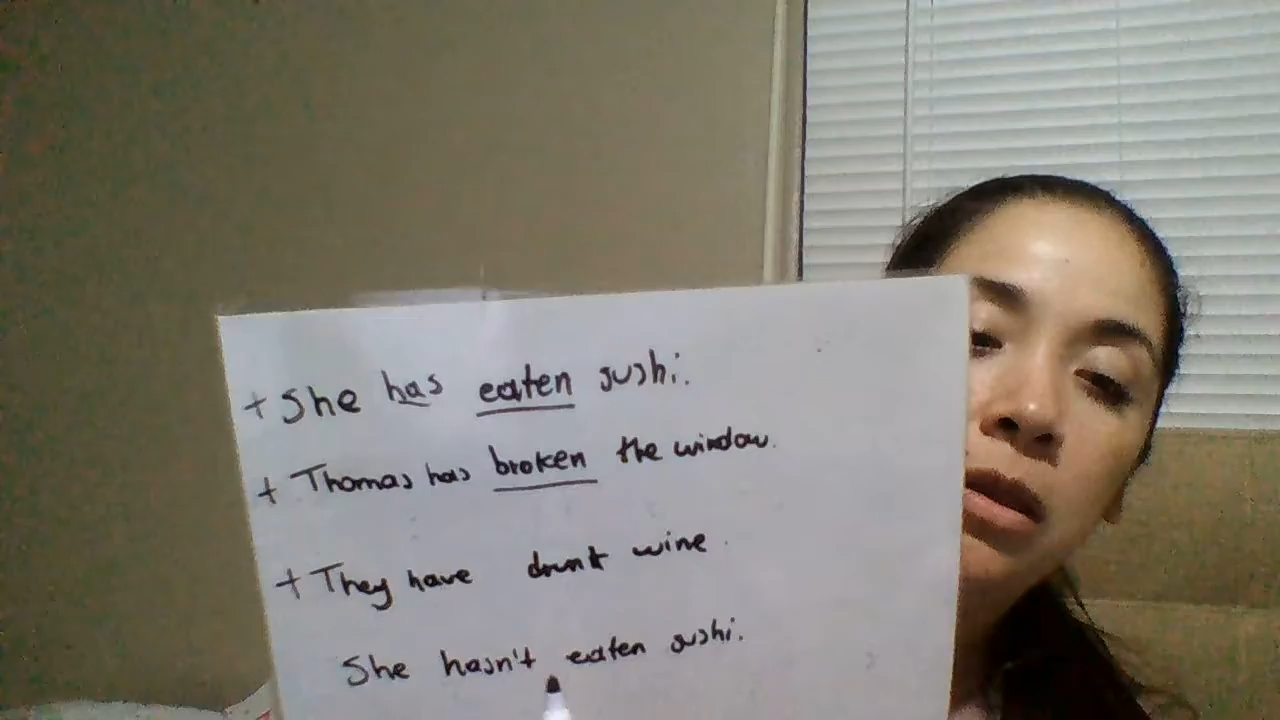 + She has eaten sushi.
+ Thomas has broken the window.
+ They have drunk wine.
She hasn't eaten sushi.